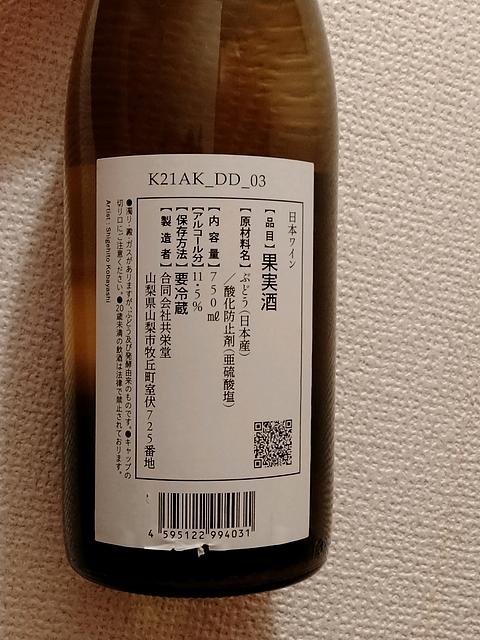 K21AK_DD_03
日本ワイン
【品目】果実酒
【原材料名】ぶどう(日本産)
／酸化防止剤(亜硫酸塩)
【内容量】750㎖
【アルコール分】11.5%
【保存方法】要冷蔵
【製造者】合同会社共栄堂
山梨県山梨市牧丘町室伏725番地
●濁り・澱・ガスがありますが、ぶどう及び発酵由来のものです。●キャップの
切り口にご注意ください。●20歳未満の飲酒は法律で禁止されております。
Artist : Shigehito Kobayashi
4 595122 994031